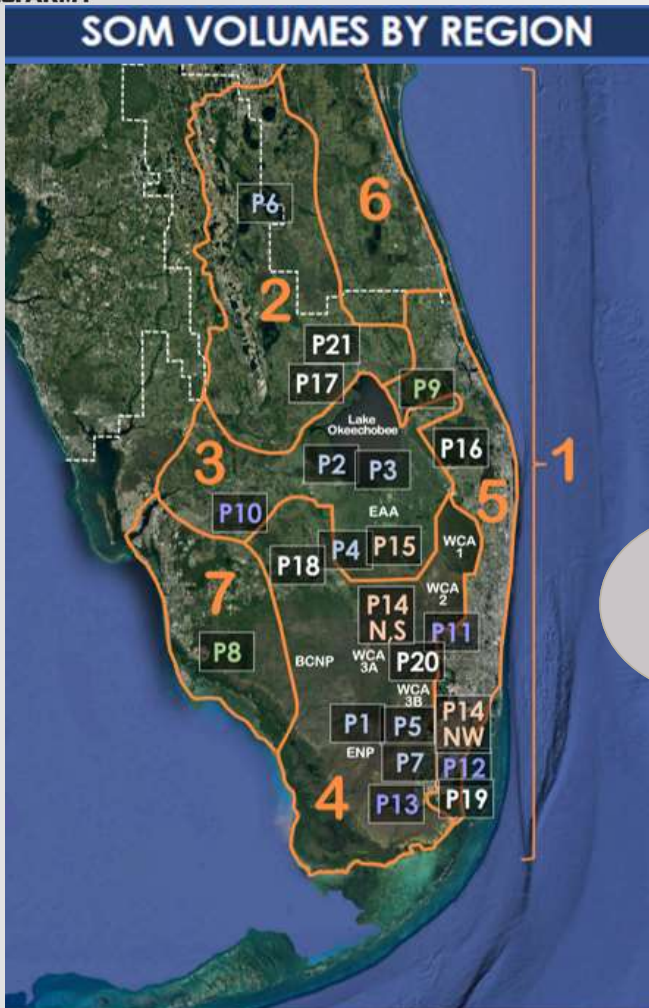 SOM VOLUMES BY REGION
6
P6
2
P21
P17
P9
Lake
Okeechobee
P16
1
3
P2
P3
5
P10
EAA
WCA
1
P4
P15
P18
7
WCA
2
P14
N,S
P11
P8
BCNP
WCA
3A
P20
WCA
3B
P1
P5
P14
NW
ENP
P7
P12
4
P13
P19